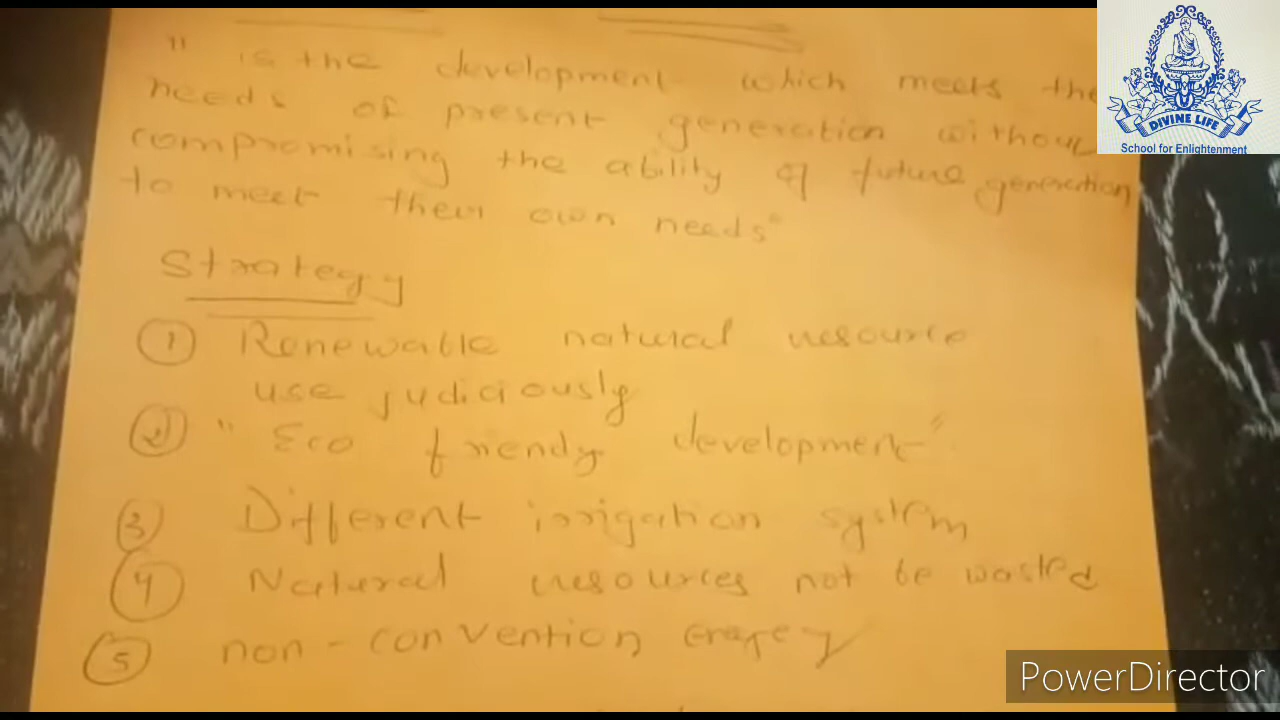 " is the development which meets the
needs of present generation without
compromising the ability of future generation
to meet their own needs"
Strategy
① Renewable natural resource
use judiciously
② "Eco friendy development"
③ Different irrigation system
④ Natural resources not be wasted
⑤ non-convention energy
DIVINE LIFE
School for Enlightenment
PowerDirector